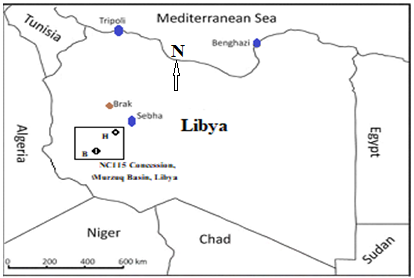 Mediterranean Sea
Tripoli
Tunisia
Benghazi
N
Brak
Sebha
Libya
Algeria
Egypt
H
B
NC115 Concession,
Murzuq Basin, Libya
Niger
Chad
Sudan
0 200 400 600 km